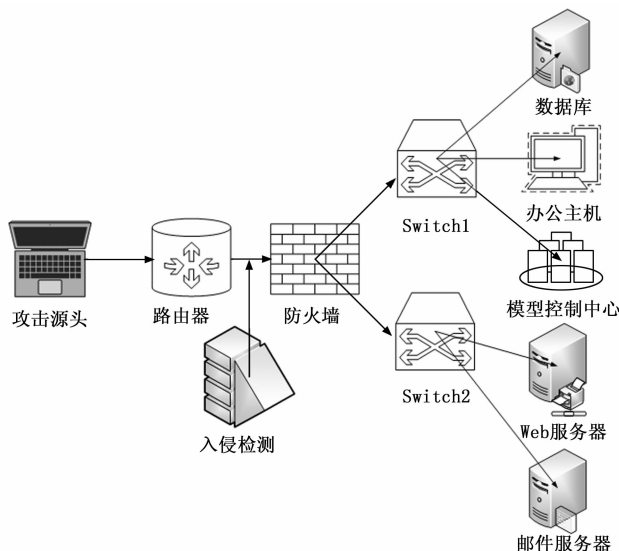 数据库
办公主机
Switch1
模型控制中心
攻击源头
路由器
防火墙
Switch2
入侵检测
Web服务器
邮件服务器